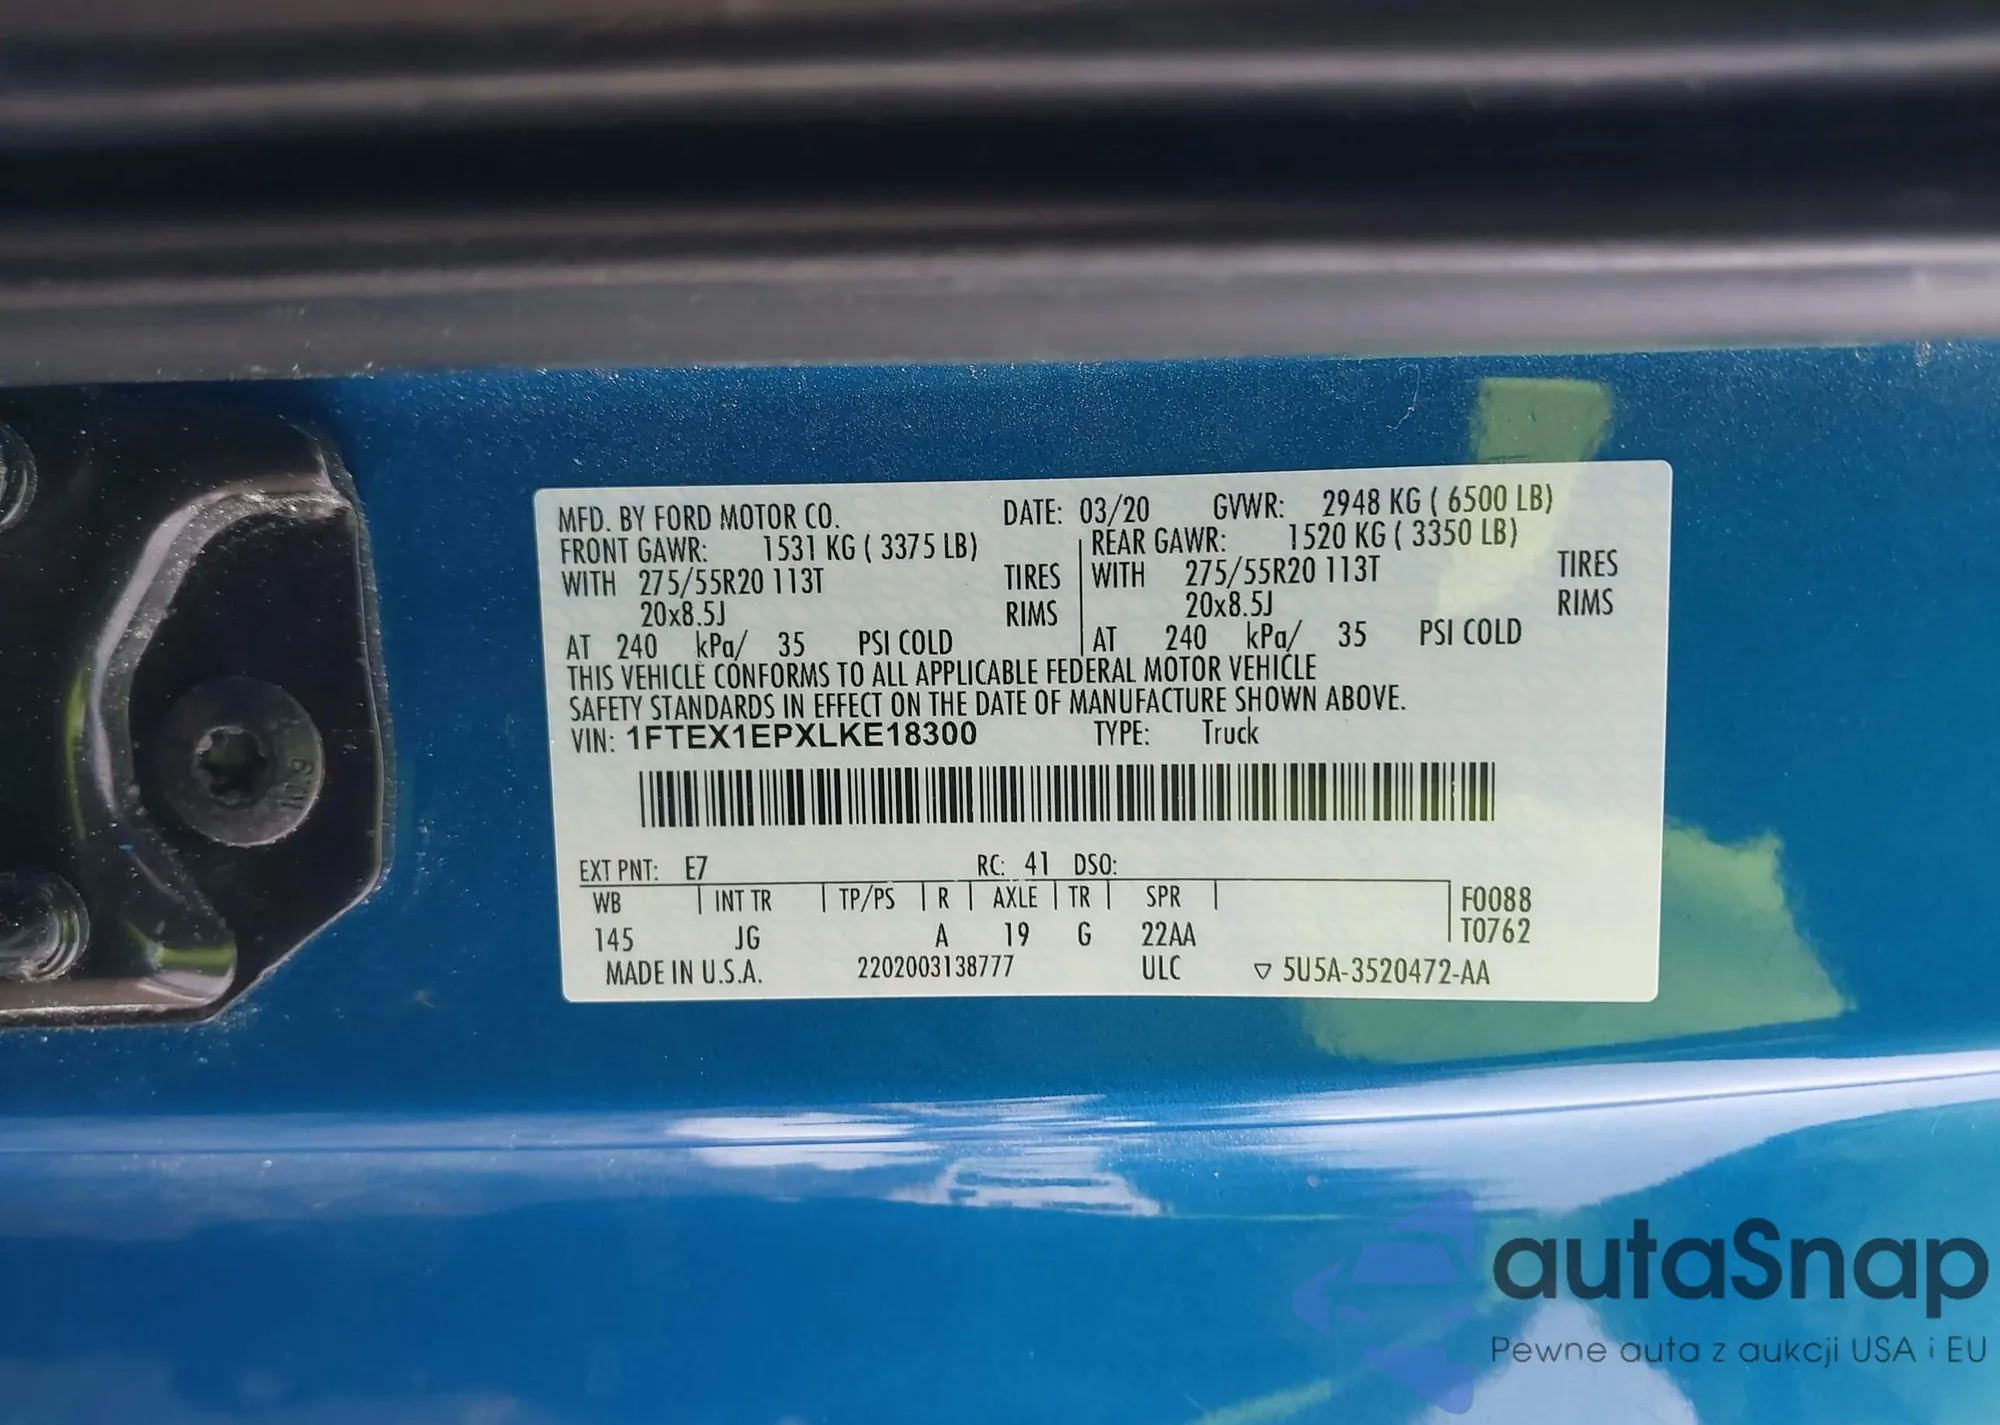 MFD. BY FORD MOTOR CO. DATE: 03/20 GVWR: 2948 KG ( 6500 LB)
FRONT GAWR: 1531 KG ( 3375 LB) REAR GAWR: 1520 KG ( 3350 LB)
WITH 275/55R20 113T TIRES WITH 275/55R20 113T TIRES
20x8.5J RIMS 20x8.5J RIMS
AT 240 kPa/ 35 PSI COLD AT 240 kPa/ 35 PSI COLD
THIS VEHICLE CONFORMS TO ALL APPLICABLE FEDERAL MOTOR VEHICLE
SAFETY STANDARDS IN EFFECT ON THE DATE OF MANUFACTURE SHOWN ABOVE.
VIN: 1FTEX1EPXLKE18300 TYPE: Truck
EXT PNT: E7 RC: 41 DSO:
WB INT TR TP/PS R AXLE TR SPR F0088
145 JG A 19 G 22AA T0762
MADE IN U.S.A. 2202003138777 ULC ▽ 5U5A-3520472-AA
autaSnap
Pewne auta z aukcji USA i EU